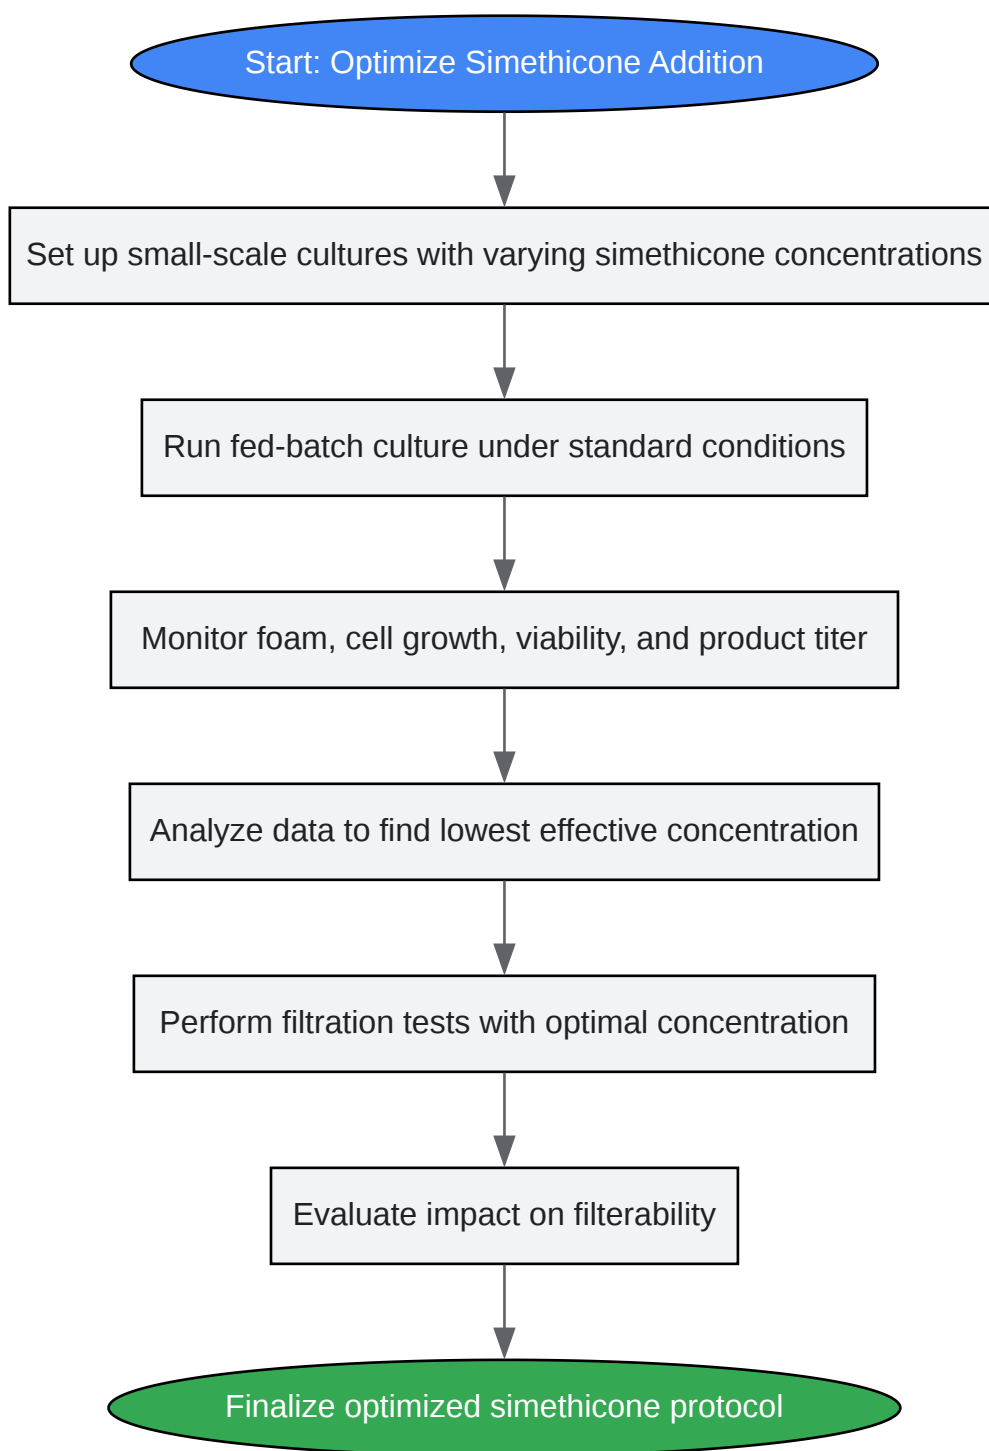 Start: Optimize Simethicone Addition
Set up small-scale cultures with varying simethicone concentrations
Run fed-batch culture under standard conditions
Monitor foam, cell growth, viability, and product titer
Analyze data to find lowest effective concentration
Perform filtration tests with optimal concentration
Evaluate impact on filterability
Finalize optimized simethicone protocol